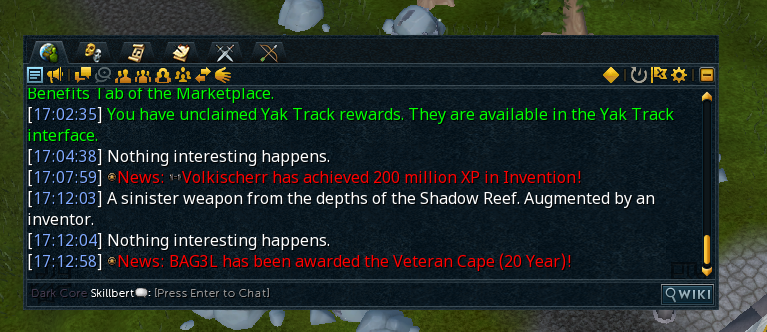 Benefits Tab of the Marketplace.
[17:02:35] You have unclaimed Yak Track rewards. They are available in the Yak Track
interface.
[17:04:38] Nothing interesting happens.
[17:07:59] News: Volkischerr has achieved 200 million XP in Invention!
[17:12:03] A sinister weapon from the depths of the Shadow Reef. Augmented by an
inventor.
[17:12:04] Nothing interesting happens.
[17:12:58] News: BAG3L has been awarded the Veteran Cape (20 Year)!
Dark Core Skillbert: [Press Enter to Chat]
WIKI